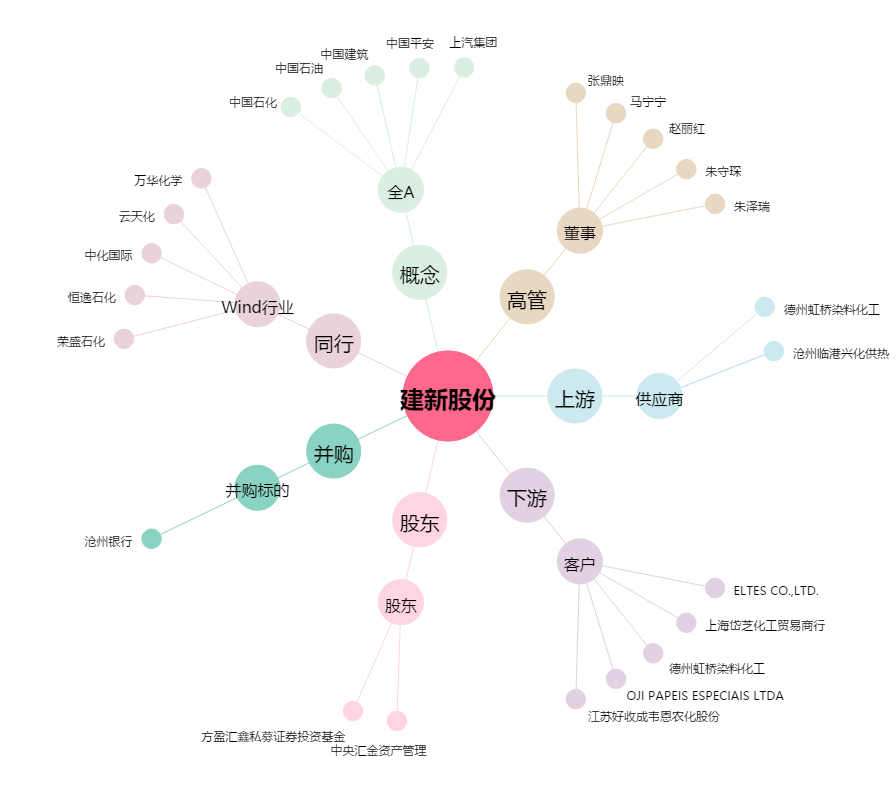 上汽集团
中国平安
中国建筑
中国石油
中国石化
全A
概念
张鼎映
马宁宁
赵丽红
朱守琛
朱泽瑞
董事
高管
万华化学
云天化
中化国际
恒逸石化
荣盛石化
Wind行业
同行
德州虹桥染料化工
沧州临港兴化供热
供应商
上游
建新股份
并购
并购标的
沧州银行
股东
股东
方盈汇鑫私募证券投资基金
中央汇金资产管理
下游
客户
ELTES CO.,LTD.
上海岱芝化工贸易商行
德州虹桥染料化工
OJI PAPEIS ESPECIAIS LTDA
江苏好收成韦恩农化股份